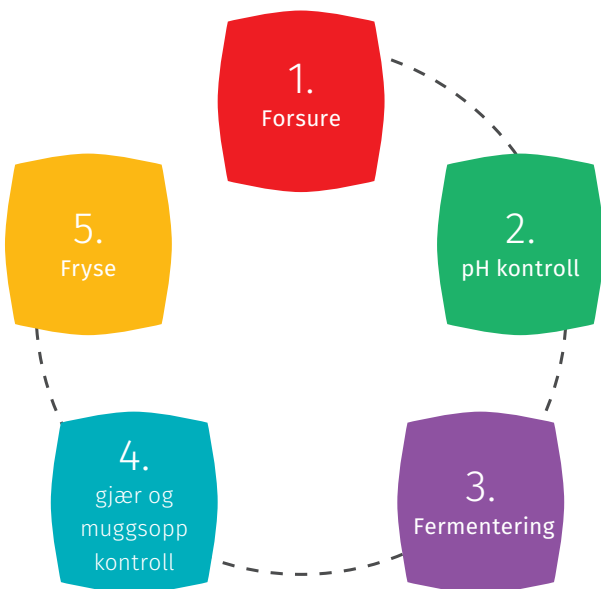 1.
Forsure
2.
pH kontroll
3.
Fermentering
4.
gjær og
muggsopp
kontroll
5.
Fryse